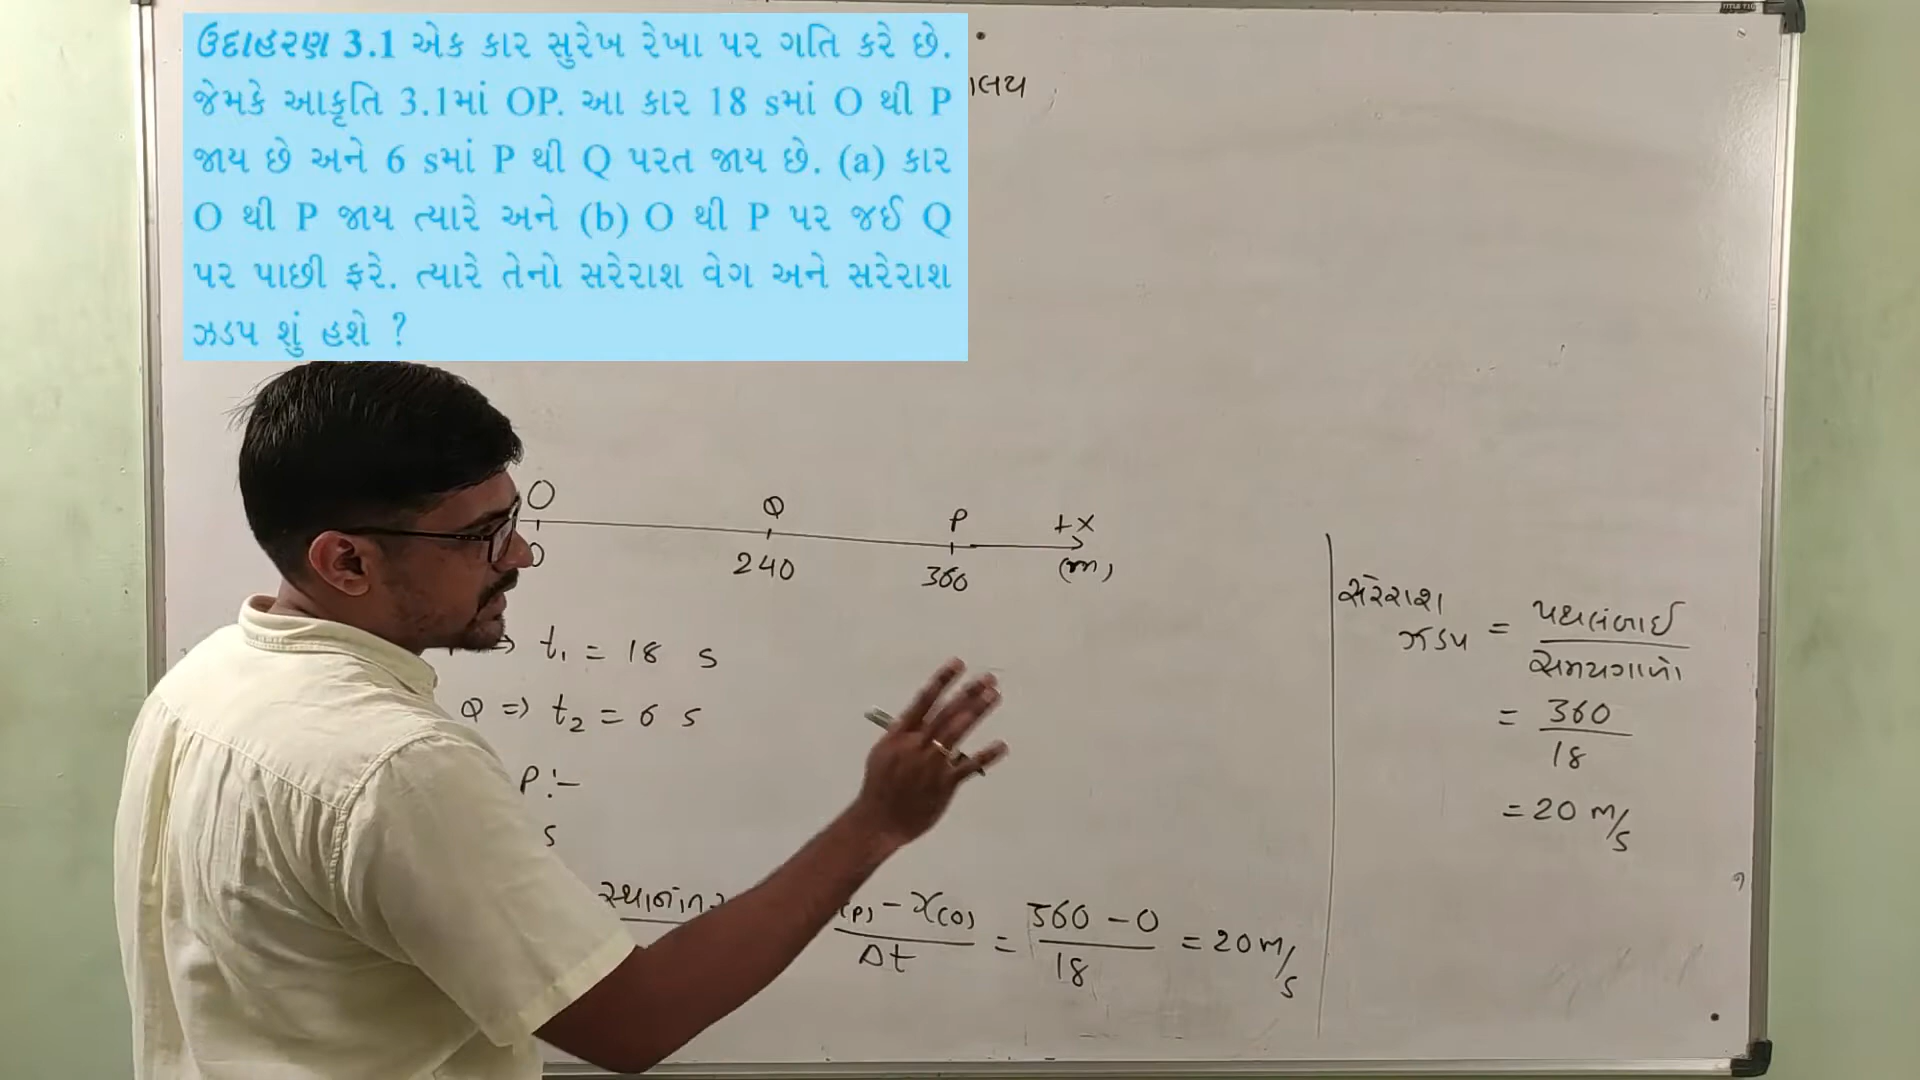 ઉદાહરણ 3.1 એક કાર સુરેખ રેખા પર ગતિ કરે છે.
જેમકે આકૃતિ 3.1માં OP. આ કાર 18 sમાં O થી P
જાય છે અને 6 sમાં P થી Q પરત જાય છે. (a) કાર
O થી P જાય ત્યારે અને (b) O થી P પર જઈ Q
પર પાછી ફરે. ત્યારે તેનો સરેરાશ વેગ અને સરેરાશ
ઝડપ શું હશે ?
O Q P +x
0 240 360 (m)
⇒ t₁ = 18 s
Q ⇒ t₂ = 6 s
P :–
s
(P) – x(O) 360 – 0
= = 20 m/s
Δt 18
સરેરાશ પથલંબાઈ
ઝડપ =
સમયગાળો
= 360
18
= 20 m/s